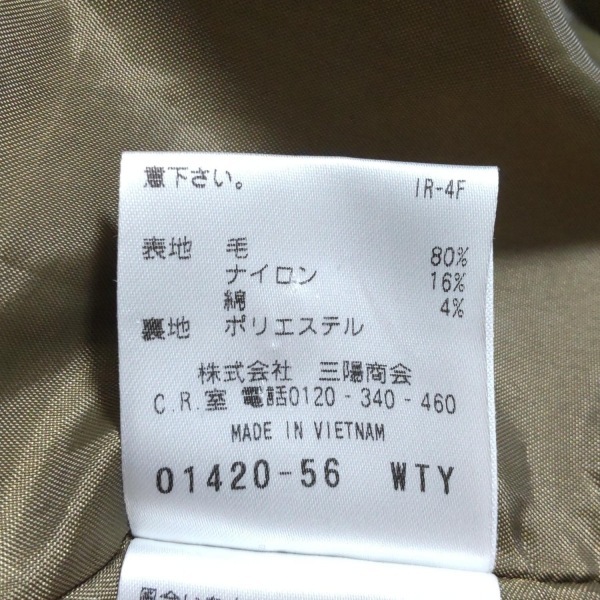 意下さい。 IR-4F
表地 毛 80%
ナイロン 16%
綿 4%
裏地 ポリエステル
株式会社 三陽商会
C.R.室 電話0120-340-460
MADE IN VIETNAM
01420-56 WTY